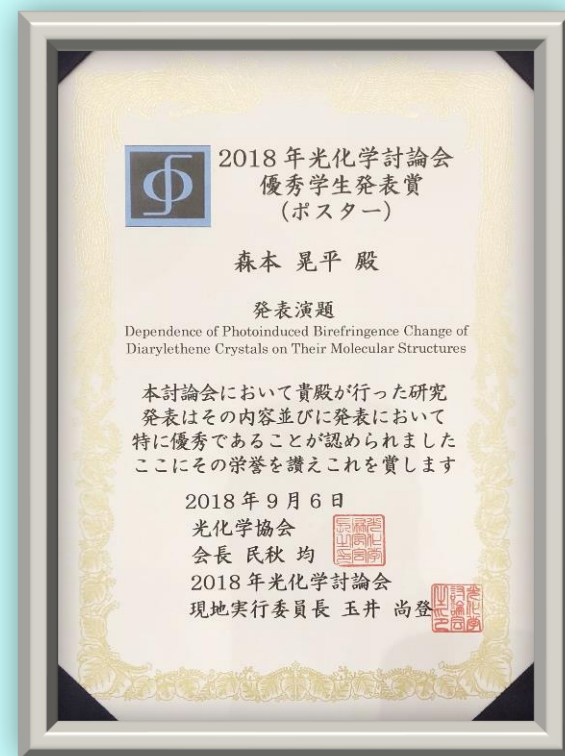 2018年光化学討論会
優秀学生発表賞
(ポスター)
森本 晃平 殿
発表演題
Dependence of Photoinduced Birefringence Change of
Diarylethene Crystals on Their Molecular Structures
本討論会において貴殿が行った研究
発表はその内容並びに発表において
特に優秀であることが認められました
ここにその栄誉を讃えこれを賞します
2018年9月6日
光化学協会
会長 民秋 均
2018年光化学討論会
現地実行委員長 玉井 尚登